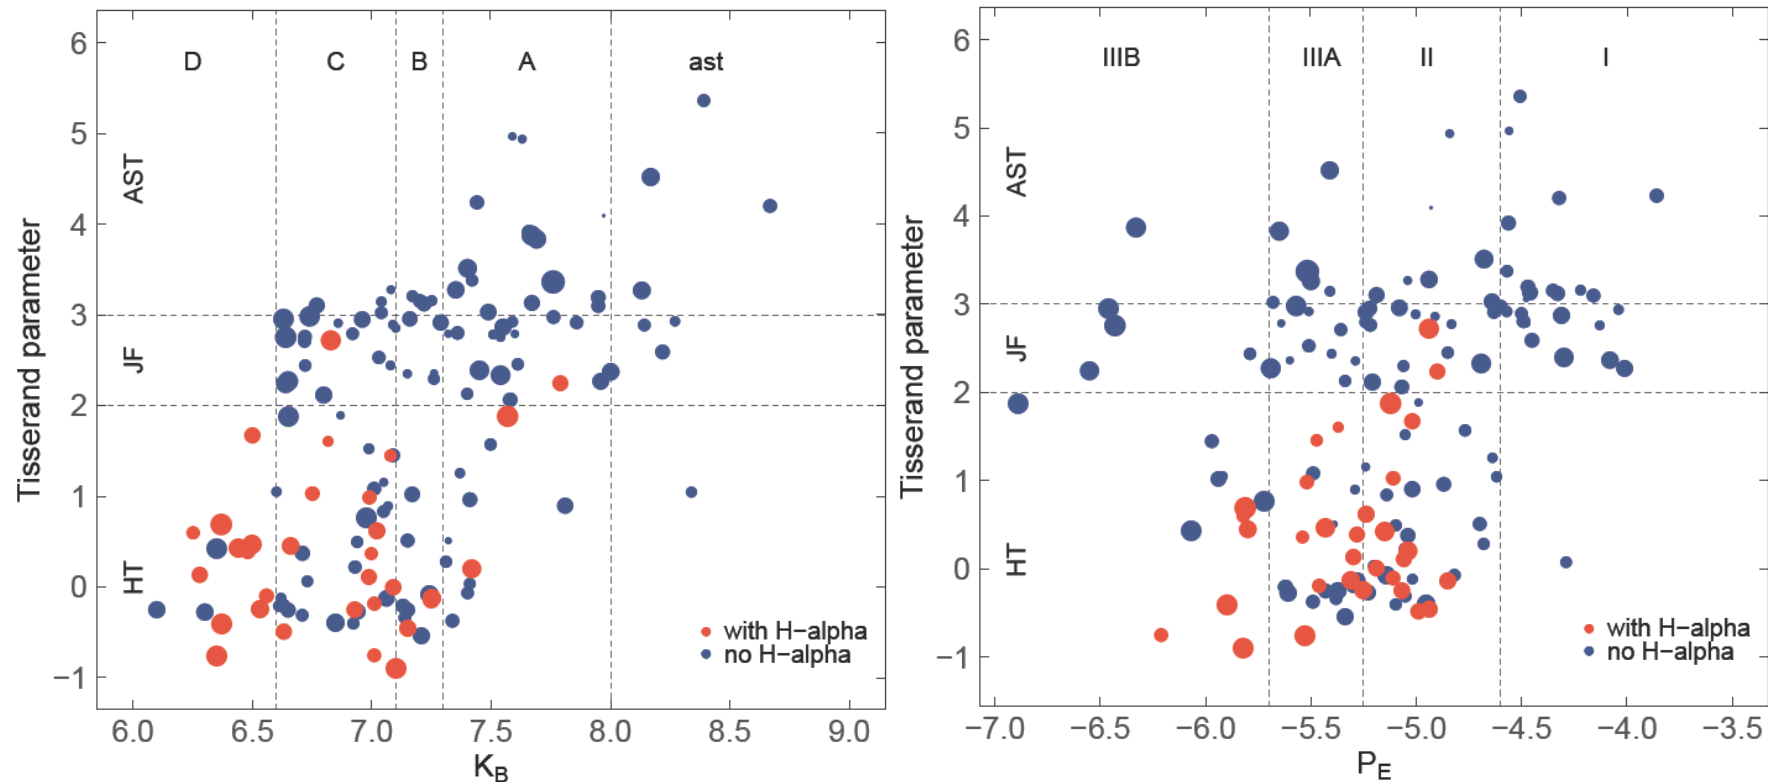 D C B A ast
6
5
4
3
2
1
0
−1
AST
JF
HT
Tisserand parameter
with H−alpha
no H−alpha
6.0 6.5 7.0 7.5 8.0 8.5 9.0
K_B
IIIB IIIA II I
6
5
4
3
2
1
0
−1
AST
JF
HT
Tisserand parameter
with H−alpha
no H−alpha
−7.0 −6.5 −6.0 −5.5 −5.0 −4.5 −4.0 −3.5
P_E